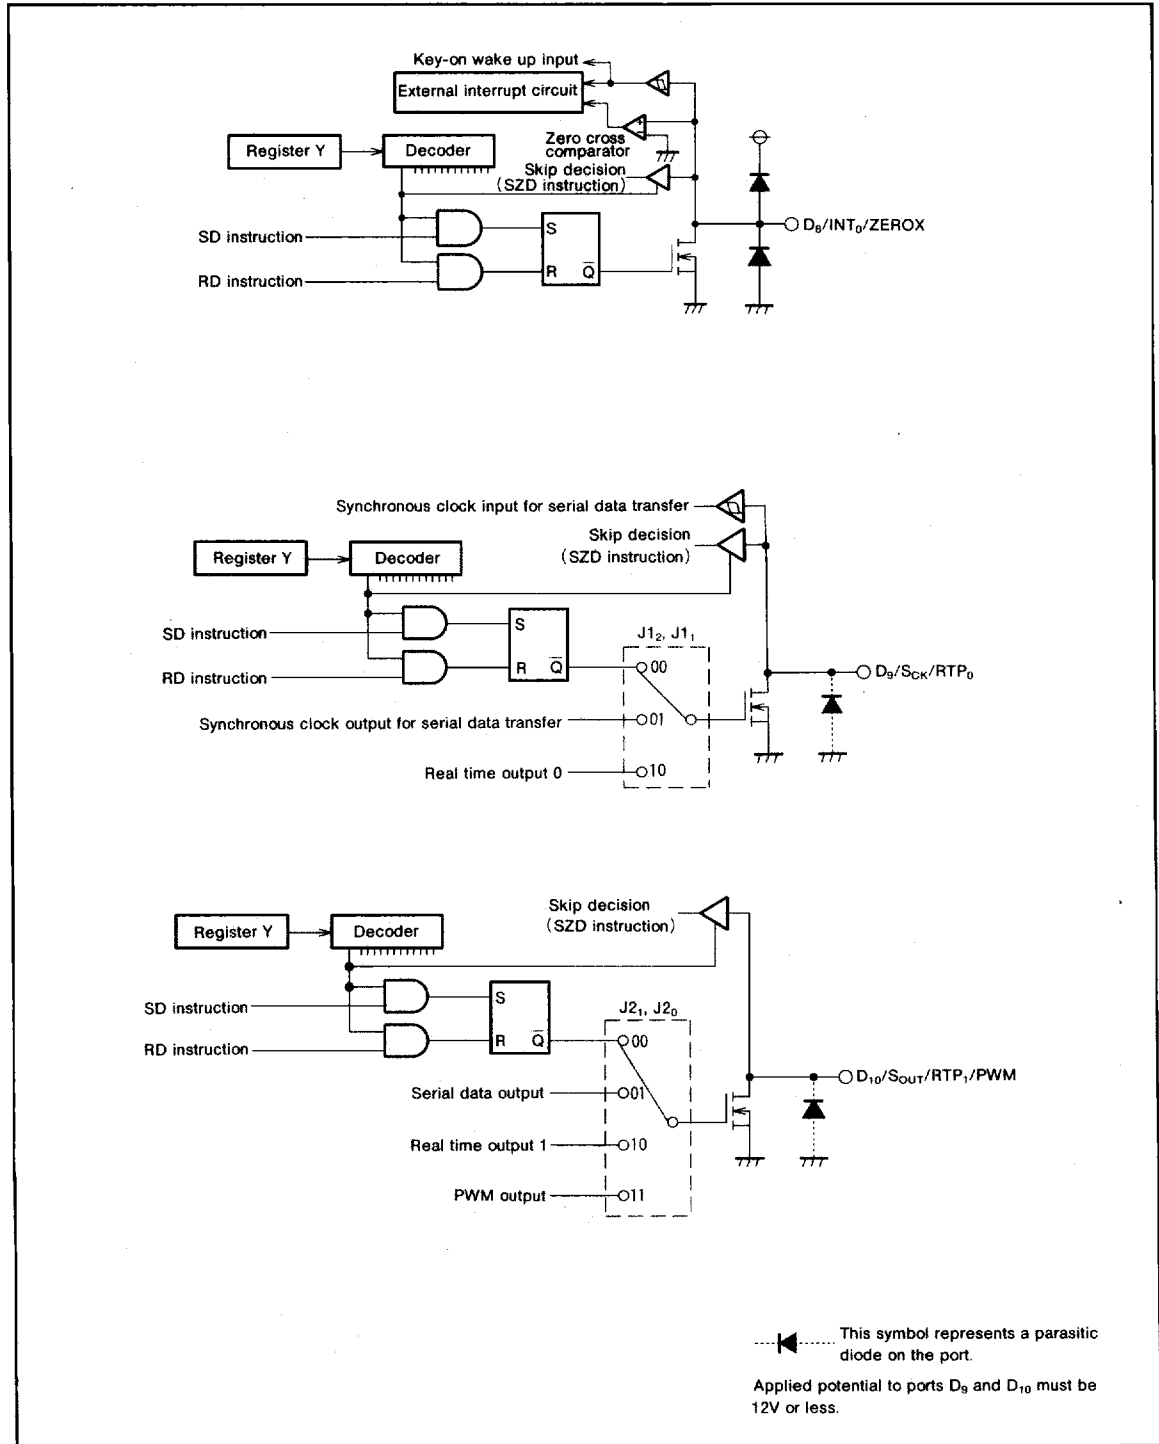 Key-on wake up input
External interrupt circuit
Register Y
Decoder
Zero cross
comparator
Skip decision
(SZD instruction)
SD instruction
RD instruction
S
R
Q̅
D₈/INT₀/ZEROX
Synchronous clock input for serial data transfer
Skip decision
(SZD instruction)
Register Y
Decoder
SD instruction
RD instruction
S
R
Q̅
J1₂, J1₁
00
01
10
Synchronous clock output for serial data transfer
Real time output 0
D₉/SCK/RTP₀
Skip decision
(SZD instruction)
Register Y
Decoder
SD instruction
RD instruction
S
R
Q̅
J2₁, J2₀
00
Serial data output
01
Real time output 1
10
PWM output
11
D₁₀/SOUT/RTP₁/PWM
This symbol represents a parasitic
diode on the port.
Applied potential to ports D₉ and D₁₀ must be
12V or less.